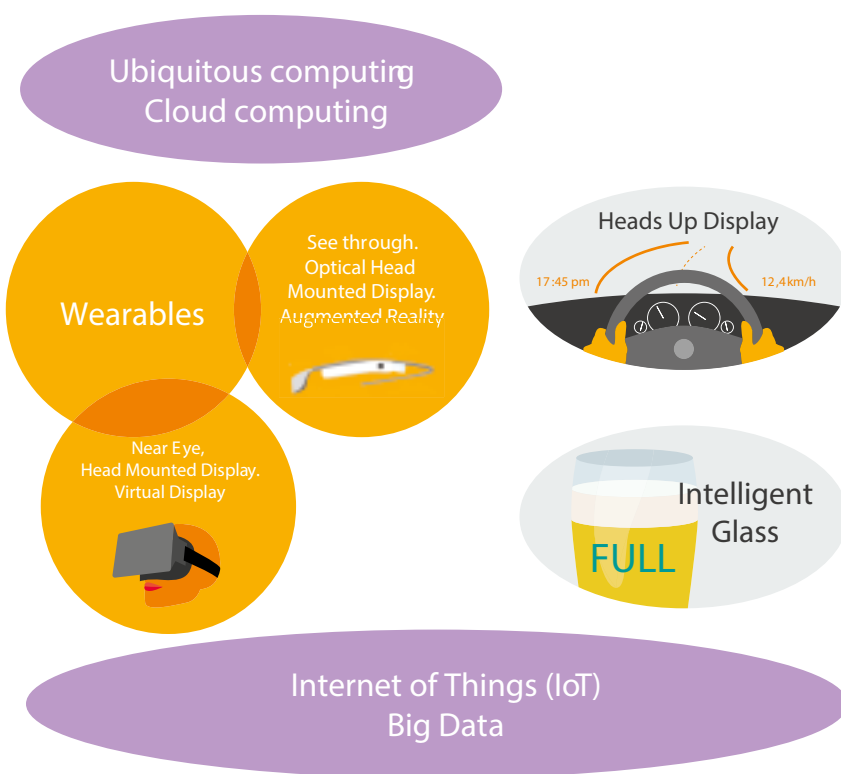 Ubiquitous computing
Cloud computing
See through.
Optical Head
Mounted Display.
Augmented Reality
Wearables
Heads Up Display
17:45 pm
12,4km/h
Near Eye,
Head Mounted Display.
Virtual Display
Intelligent
Glass
FULL
Internet of Things (IoT)
Big Data